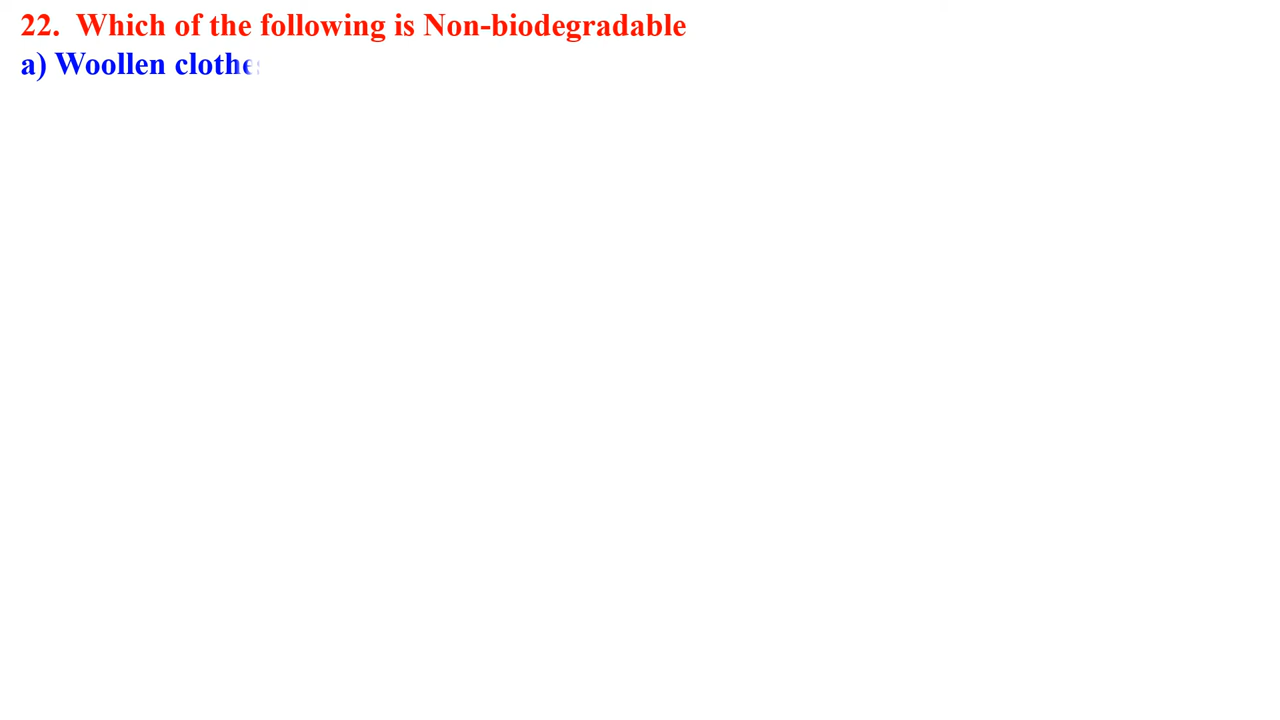 22. Which of the following is Non-biodegradable
a) Woollen clothes